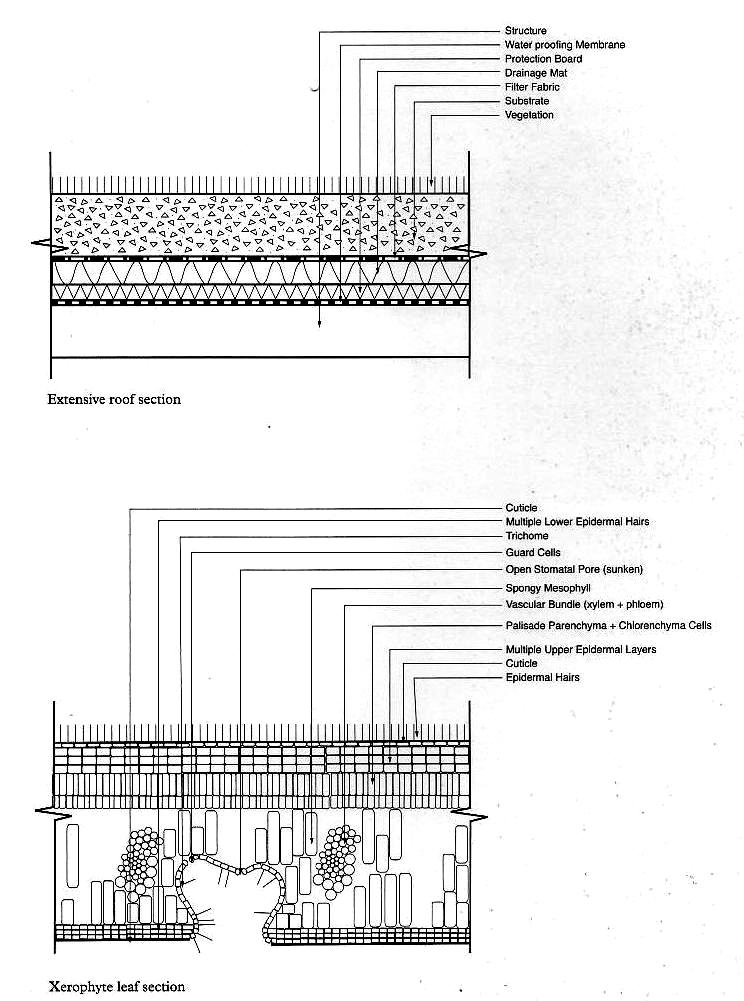 Structure
Water proofing Membrane
Protection Board
Drainage Mat
Filter Fabric
Substrate
Vegelation
Extensive roof section
Cuticle
Multiple Lower Epidermal Hairs
Trichome
Guard Cells
Open Stomatal Pore (sunken)
Spongy Mesophyll
Vascular Bundle (xylem + phloem)
Palisade Parenchyma + Chlorenchyma Cells
Multiple Upper Epidermal Layers
Cuticle
Epidermal Hairs
Xerophyte leaf section